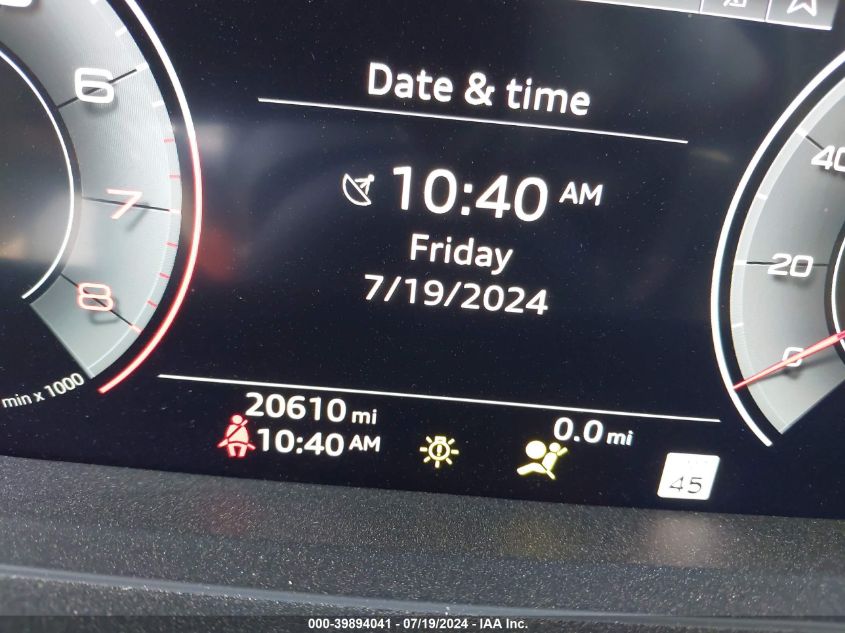 Date & time
10:40 AM
Friday
7/19/2024
6
7
8
min x 1000
40
20
0
20610 mi
0.0 mi
10:40 AM
45
000-39894041 - 07/19/2024 - IAA Inc.